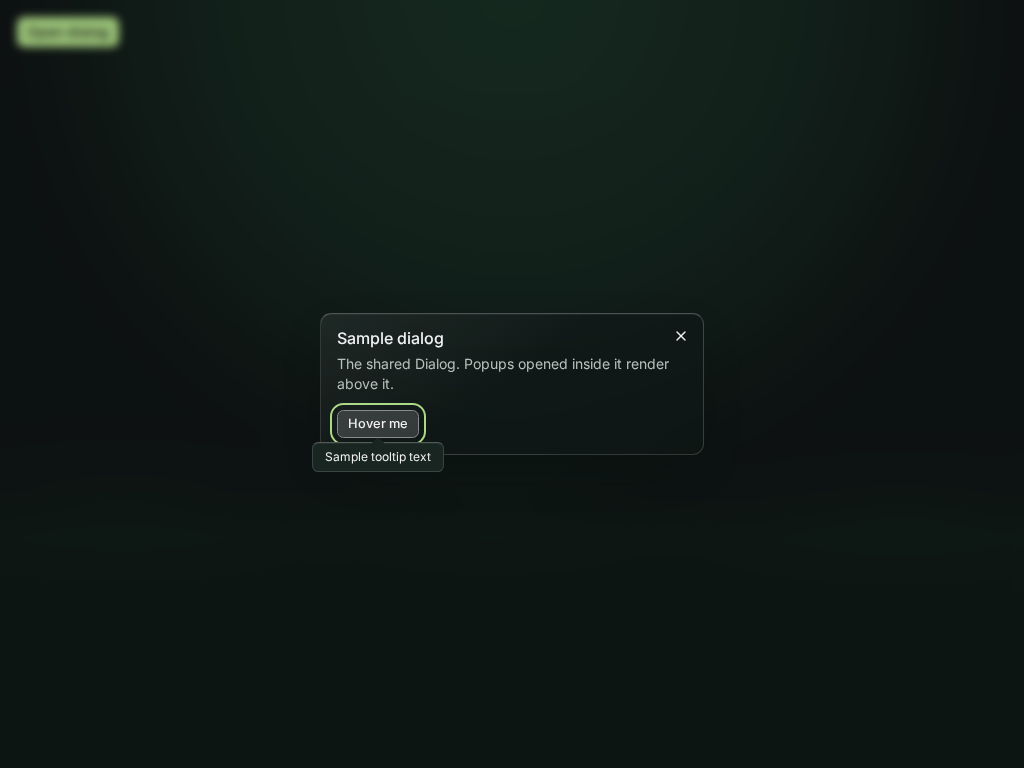 Sample dialog
The shared Dialog. Popups opened inside it render
above it.
Hover me
Sample tooltip text